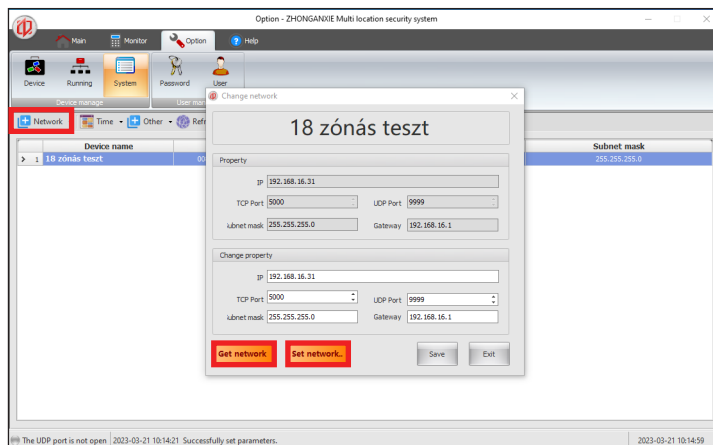 Option - ZHONGANXIE Multi location security system
Main Monitor Option Help
Device Running System Password User
Device manage User man
Network Time Other Refr
Change network
18 zónás teszt
Device name Subnet mask
1 18 zónás teszt 00 255.255.255.0
Property
IP 192.168.16.31
TCP Port 5000 UDP Port 9999
iubnet mask 255.255.255.0 Gateway 192.168.16.1
Change property
IP 192.168.16.31
TCP Port 5000 UDP Port 9999
iubnet mask 255.255.255.0 Gateway 192.168.16.1
Get network Set network.. Save Exit
The UDP port is not open 2023-03-21 10:14:21 Successfully set parameters. 2023-03-21 10:14:59